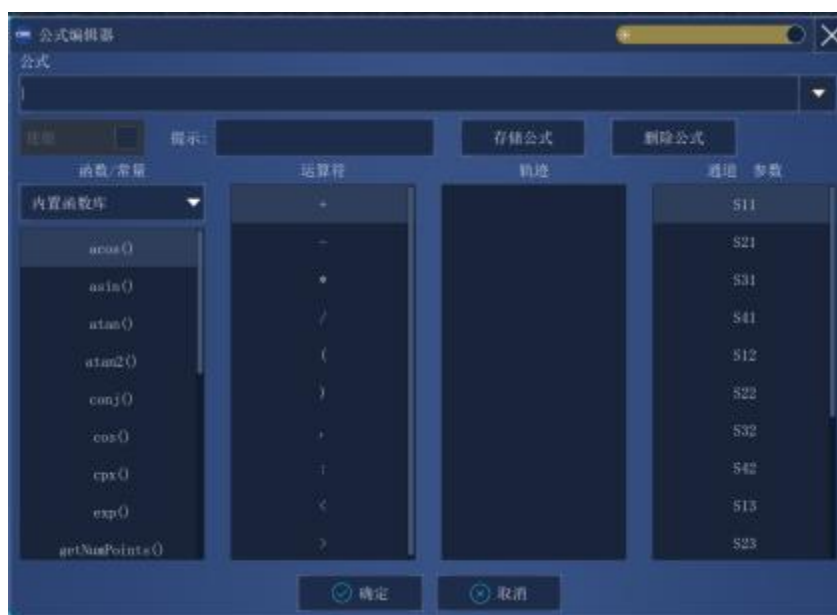 公式编辑器
公式
使能
提示:
存储公式
删除公式
函数/常量
运算符
轨迹
通道 参数
内置函数库
acos()
asin()
atan()
atan2()
conj()
cos()
cpx()
exp()
getNumPoints()
+
-
*
/
(
)
,
:
<
>
S11
S21
S31
S41
S12
S22
S32
S42
S13
S23
确定
取消